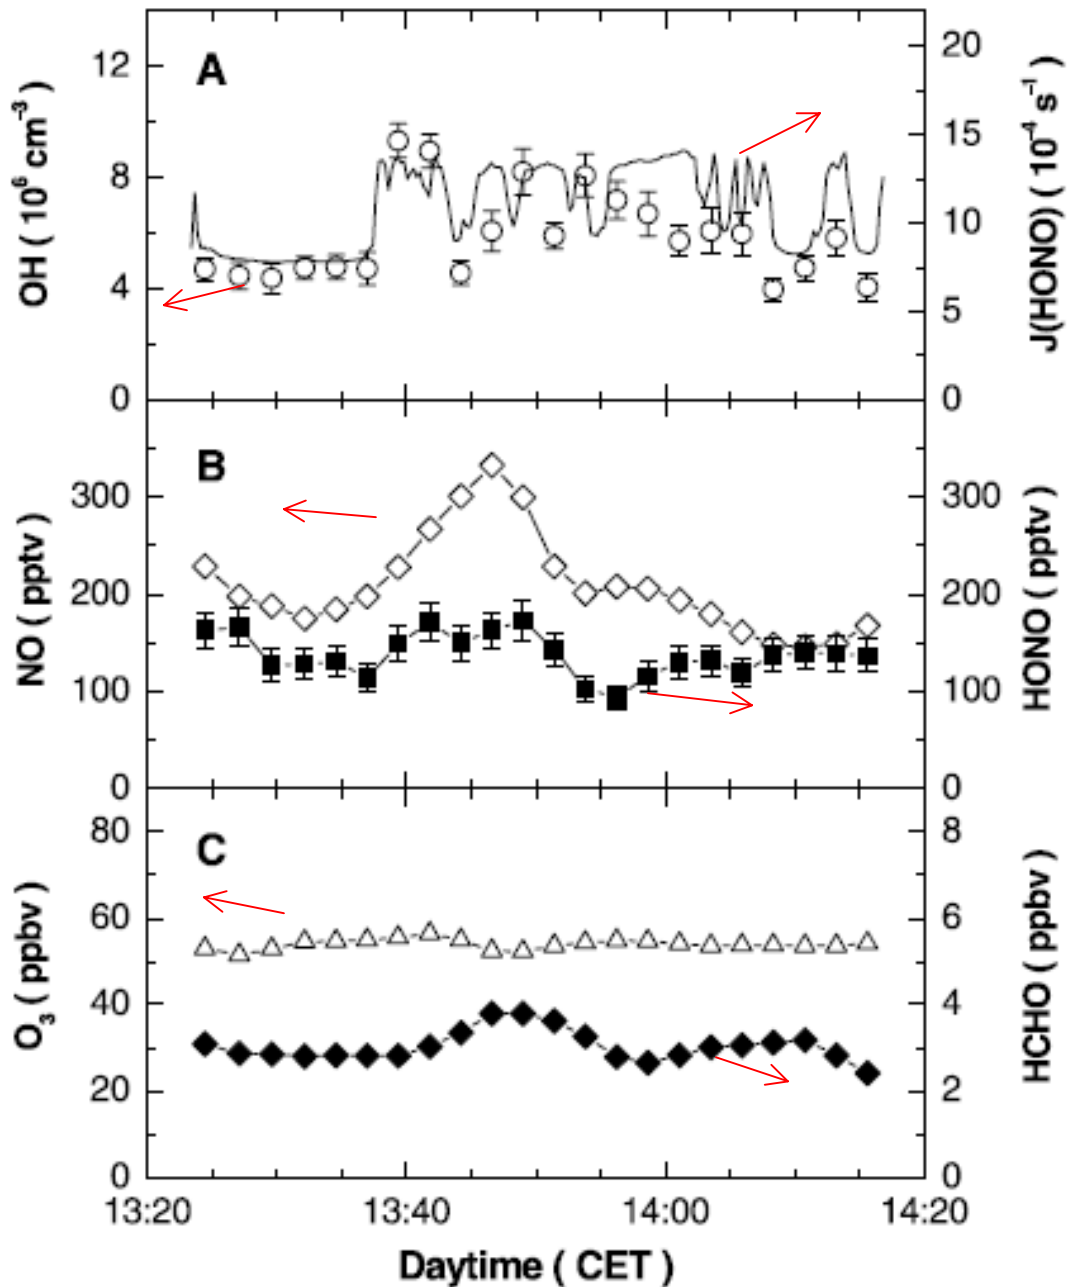 A
OH ( 10⁶ cm⁻³ )
12
8
4
0
J(HONO) ( 10⁻⁴ s⁻¹ )
20
15
10
5
0
B
NO ( pptv )
300
200
100
0
HONO ( pptv )
300
200
100
0
C
O₃ ( ppbv )
80
60
40
20
0
HCHO ( ppbv )
8
6
4
2
0
13:20 13:40 14:00 14:20
Daytime ( CET )